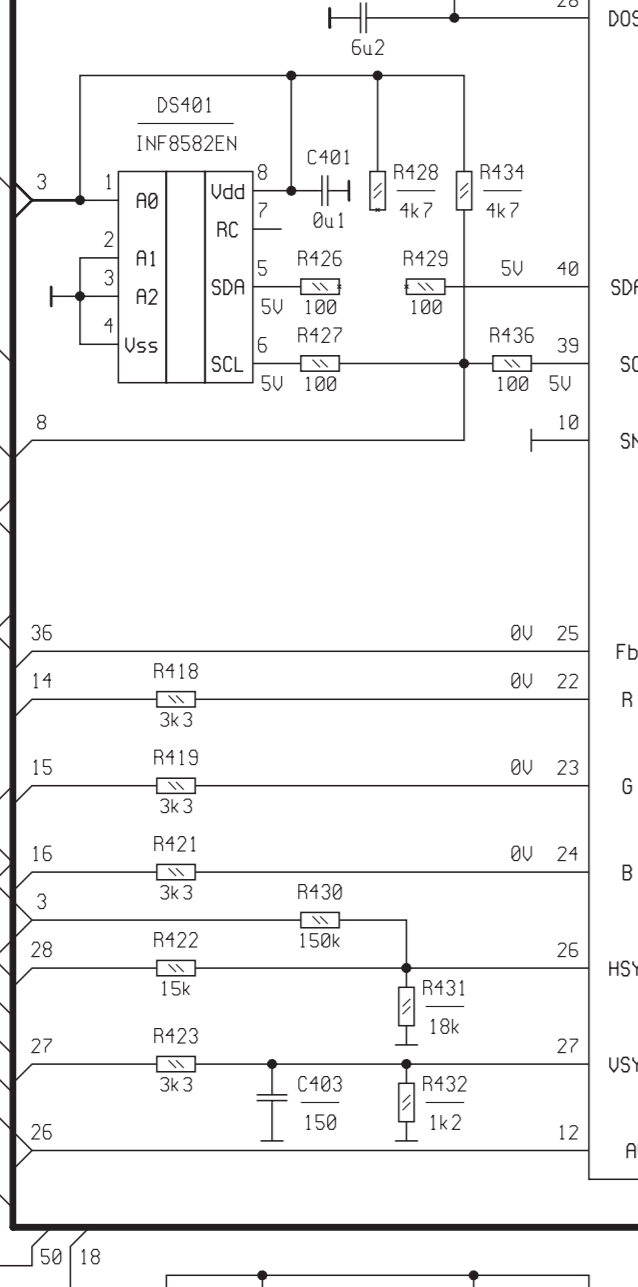 28
DOS
6u2
DS401
INF8582EN
3
1
A0
Vdd
8
C401
R428
R434
7
0u1
4k7
4k7
RC
2
A1
3
A2
SDA
5
R426
R429
5V
40
SDA
5V
100
100
4
Vss
R427
R436
39
SCL
6
SC
5V
100
100
5V
8
10
SN
36
0V
25
Fb
14
R418
0V
22
R
3k3
15
R419
0V
23
G
3k3
16
R421
0V
24
B
3k3
3
R430
150k
28
R422
26
HSY
15k
R431
18k
27
R423
27
VSY
3k3
C403
150
R432
1k2
26
12
50
18